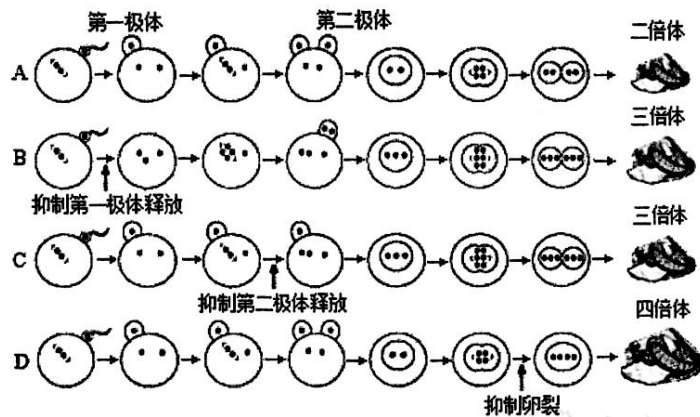 第一极体 第二极体
A 二倍体
B 三倍体
抑制第一极体释放
C 三倍体
抑制第二极体释放
D 四倍体
抑制卵裂